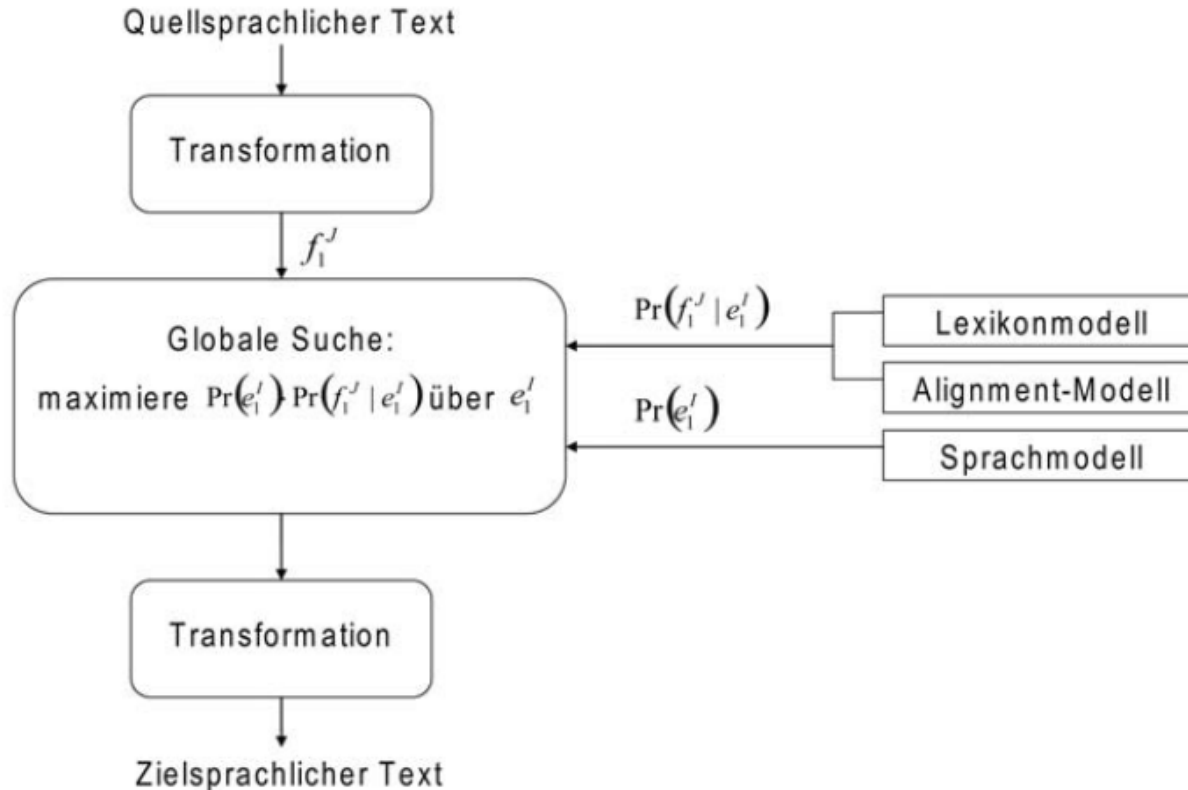 Quellsprachlicher Text
Transformation
f₁ᴶ
Globale Suche:
maximiere Pr(e₁ᴵ)·Pr(f₁ᴶ | e₁ᴵ) über e₁ᴵ
Pr(f₁ᴶ | e₁ᴵ)
Lexikonmodell
Alignment-Modell
Pr(e₁ᴵ)
Sprachmodell
Transformation
Zielsprachlicher Text